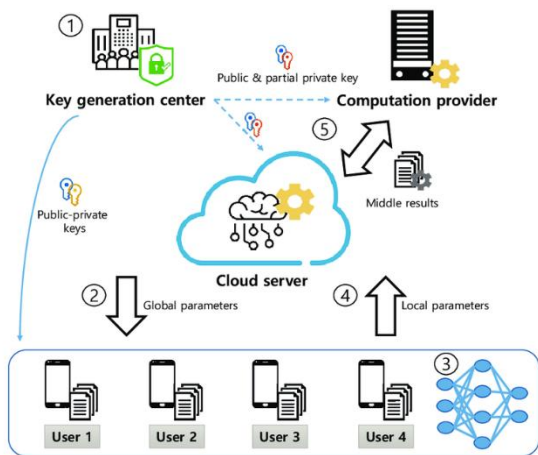 ①
Public & partial private key
Key generation center
Computation provider
⑤
Public-private
keys
Middle results
Cloud server
②
Global parameters
④
Local parameters
③
User 1
User 2
User 3
User 4